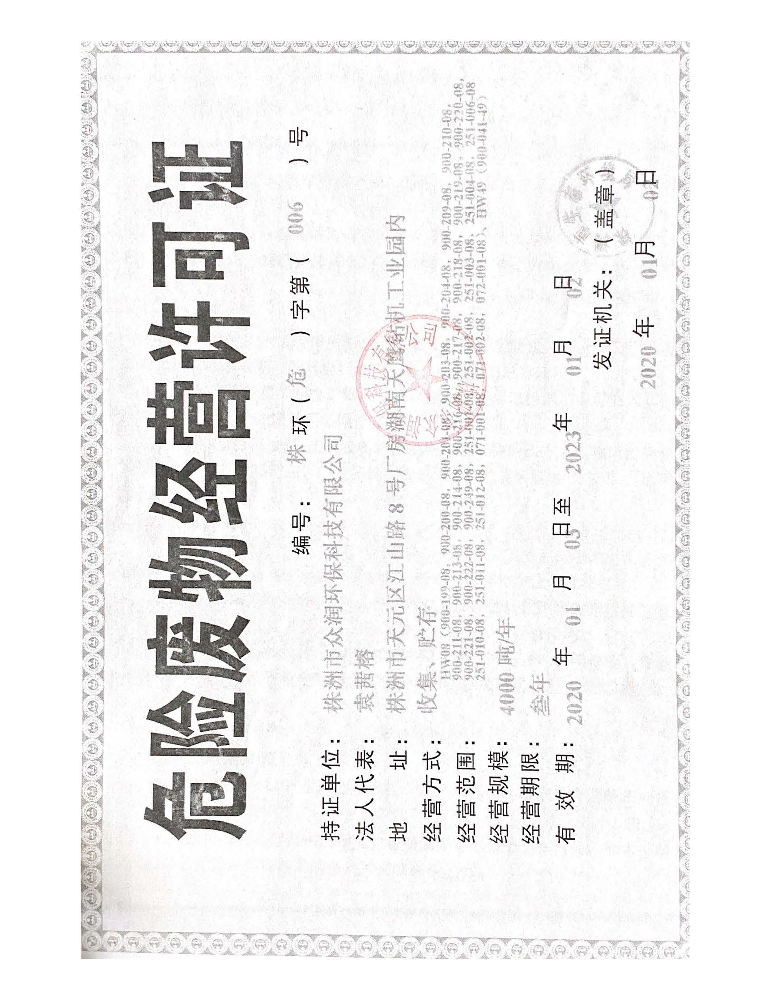 危险废物经营许可证
编号： 株 环（ 危 ）字第（ 006 ）号
持证单位： 株洲市众润环保科技有限公司
法人代表： 袁茜榕
地 址： 株洲市天元区江山路 8 号厂房湖南天鹰钻机工业园内
经营方式： 收集、贮存
经营范围： HW08（900-199-08，900-200-08，900-201-08，900-203-08，900-204-08，900-209-08，900-210-08，
900-211-08，900-213-08，900-214-08，900-216-08，900-217-08，900-218-08，900-219-08，900-220-08，
900-221-08，900-222-08，900-249-08，251-001-08，251-002-08，251-003-08，251-004-08，251-006-08
251-010-08，251-011-08，251-012-08，071-001-08，071-002-08，072-001-08）、HW49（900-041-49）
经营规模： 4000 吨/年
经营期限： 叁年
有 效 期： 2020 年 01 月 03 日至 2023 年 01 月 02 日
发证机关：（盖章）
2020 年 01 月 02 日